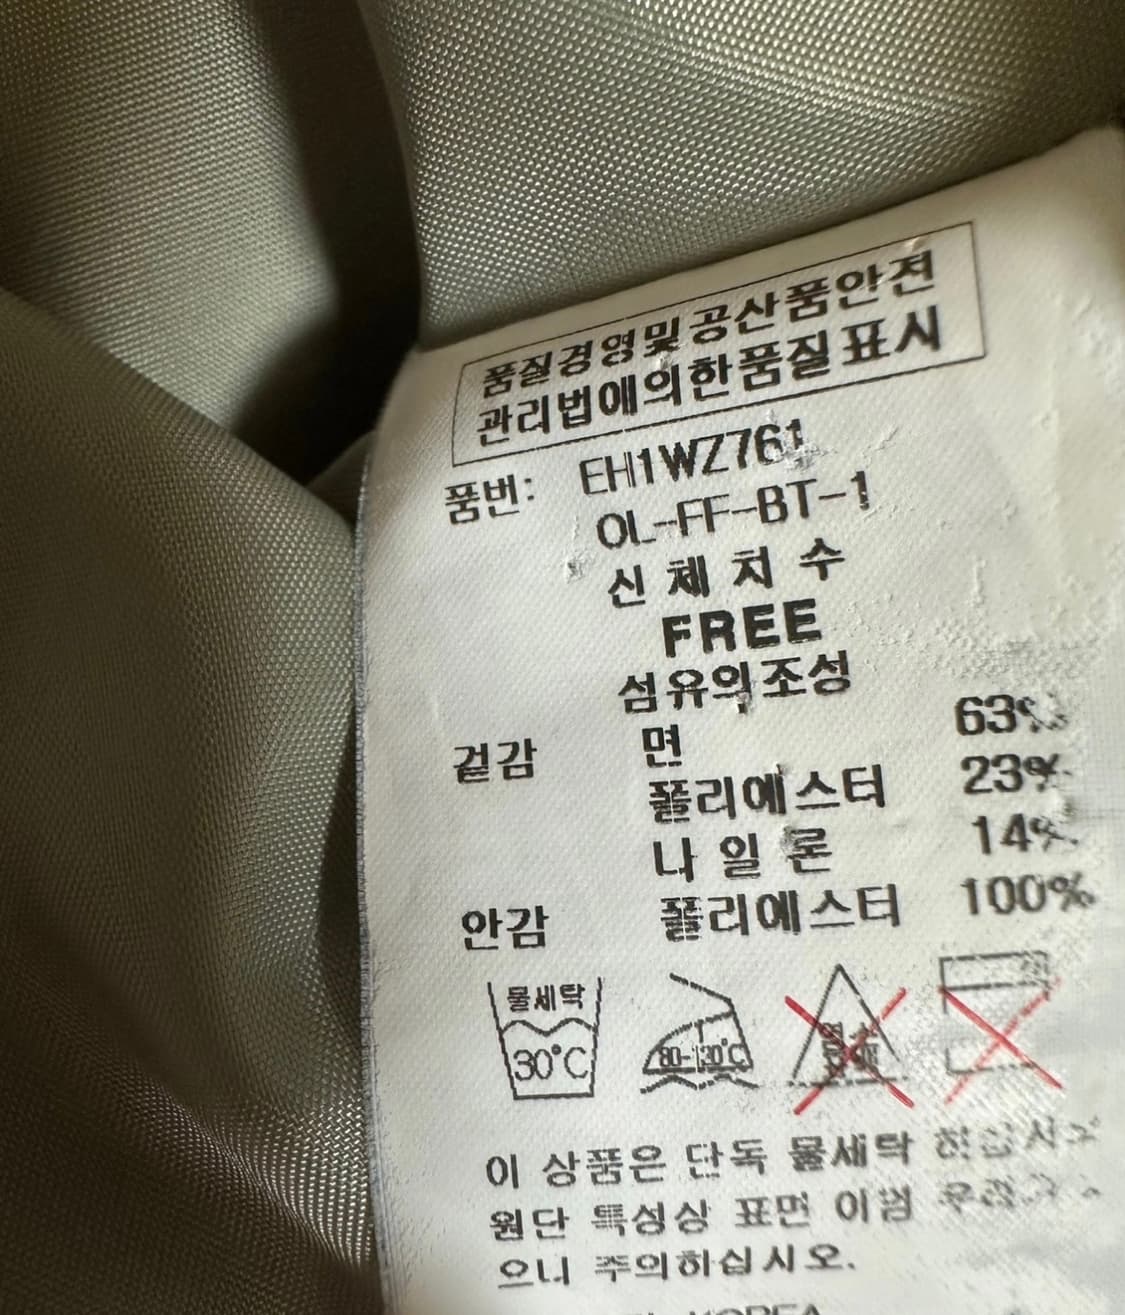 품질경영및공산품안전
관리법에의한품질표시
품번: EH1WZ761
OL-FF-BT-1
신체치수
FREE
섬유의조성
겉감 면 63%
폴리에스터 23%
나일론 14%
안감 폴리에스터 100%
물세탁
30°C
80-120°C
염소
표백
이 상품은 단독 물세탁 하십시오
원단 특성상 표면 이염
으니 주의하십시오.
KOREA